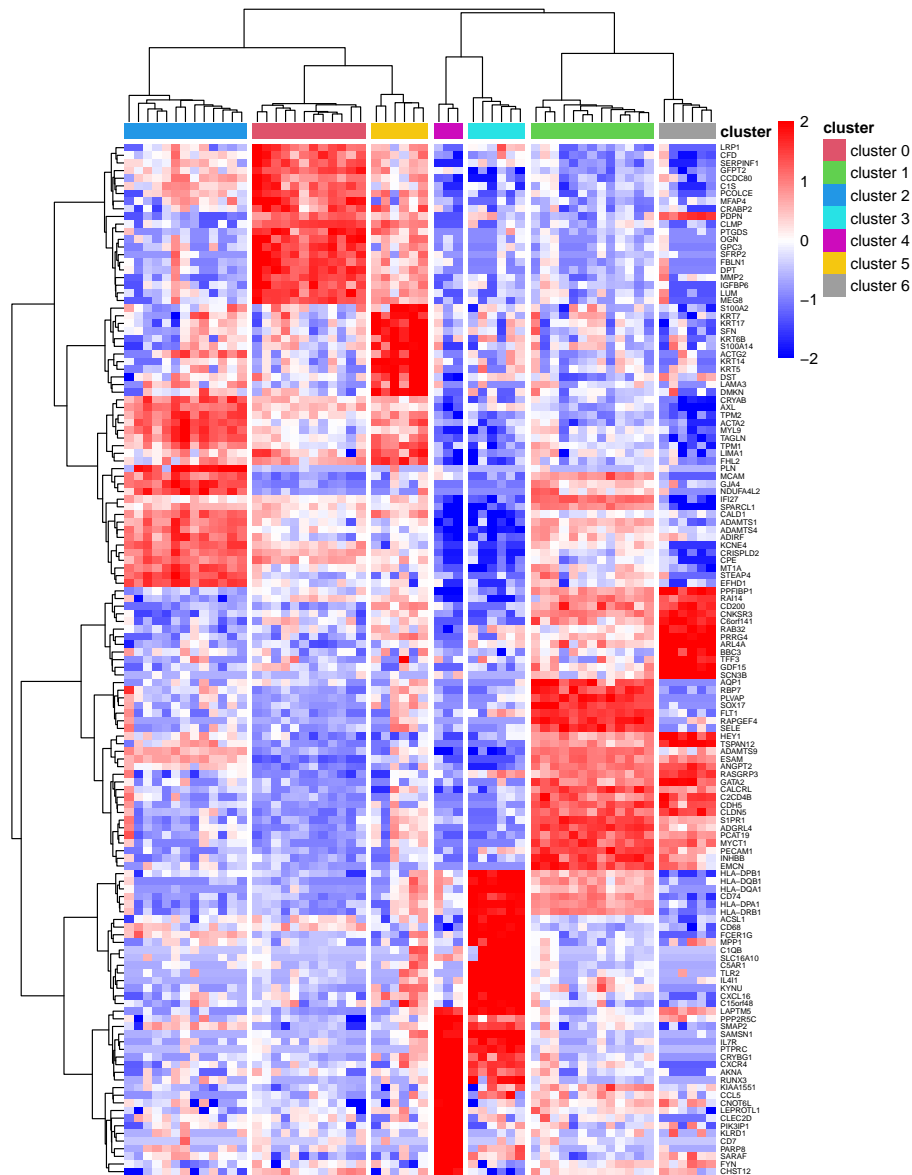 cluster
2
1
0
−1
−2
cluster
cluster 0
cluster 1
cluster 2
cluster 3
cluster 4
cluster 5
cluster 6
LRP1
CFD
SERPINF1
GFPT2
CCDC80
C1S
PCOLCE
MFAP4
CRABP2
PDPN
CLMP
PTGDS
OGN
GPC3
SFRP2
FBLN1
DPT
MMP2
IGFBP6
LUM
MEG8
S100A2
KRT7
KRT17
SFN
KRT6B
S100A14
ACTG2
KRT14
KRT5
DST
LAMA3
DMKN
CRYAB
AXL
TPM2
ACTA2
MYL9
TAGLN
TPM1
LIMA1
FHL2
PLN
MCAM
GJA4
NDUFA4L2
IFI27
SPARCL1
CALD1
ADAMTS1
ADAMTS4
ADIRF
KCNE4
CRISPLD2
CPE
MT1A
STEAP4
EFHD1
PPFIBP1
RAI14
CD200
CNKSR3
C6orf141
RAB32
PRRG4
ARL4A
BBC3
TFF3
GDF15
SCN3B
AQP1
RBP7
PLVAP
SOX17
FLT1
RAPGEF4
SELE
HEY1
TSPAN12
ADAMTS9
ESAM
ANGPT2
RASGRP3
GATA2
CALCRL
C2CD4B
CDH5
CLDN5
S1PR1
ADGRL4
PCAT19
MYCT1
PECAM1
INHBB
EMCN
HLA−DPB1
HLA−DQB1
HLA−DQA1
CD74
HLA−DPA1
HLA−DRB1
ACSL1
CD68
FCER1G
MPP1
C1QB
SLC16A10
C5AR1
TLR2
IL4I1
KYNU
CXCL16
C15orf48
LAPTM5
PPP2R5C
SMAP2
SAMSN1
IL7R
PTPRC
CRYBG1
CXCR4
AKNA
RUNX3
KIAA1551
CCL5
CNOT6L
LEPROTL1
CLEC2D
PIK3IP1
KLRD1
CD7
PARP8
SARAF
FYN
CHST12